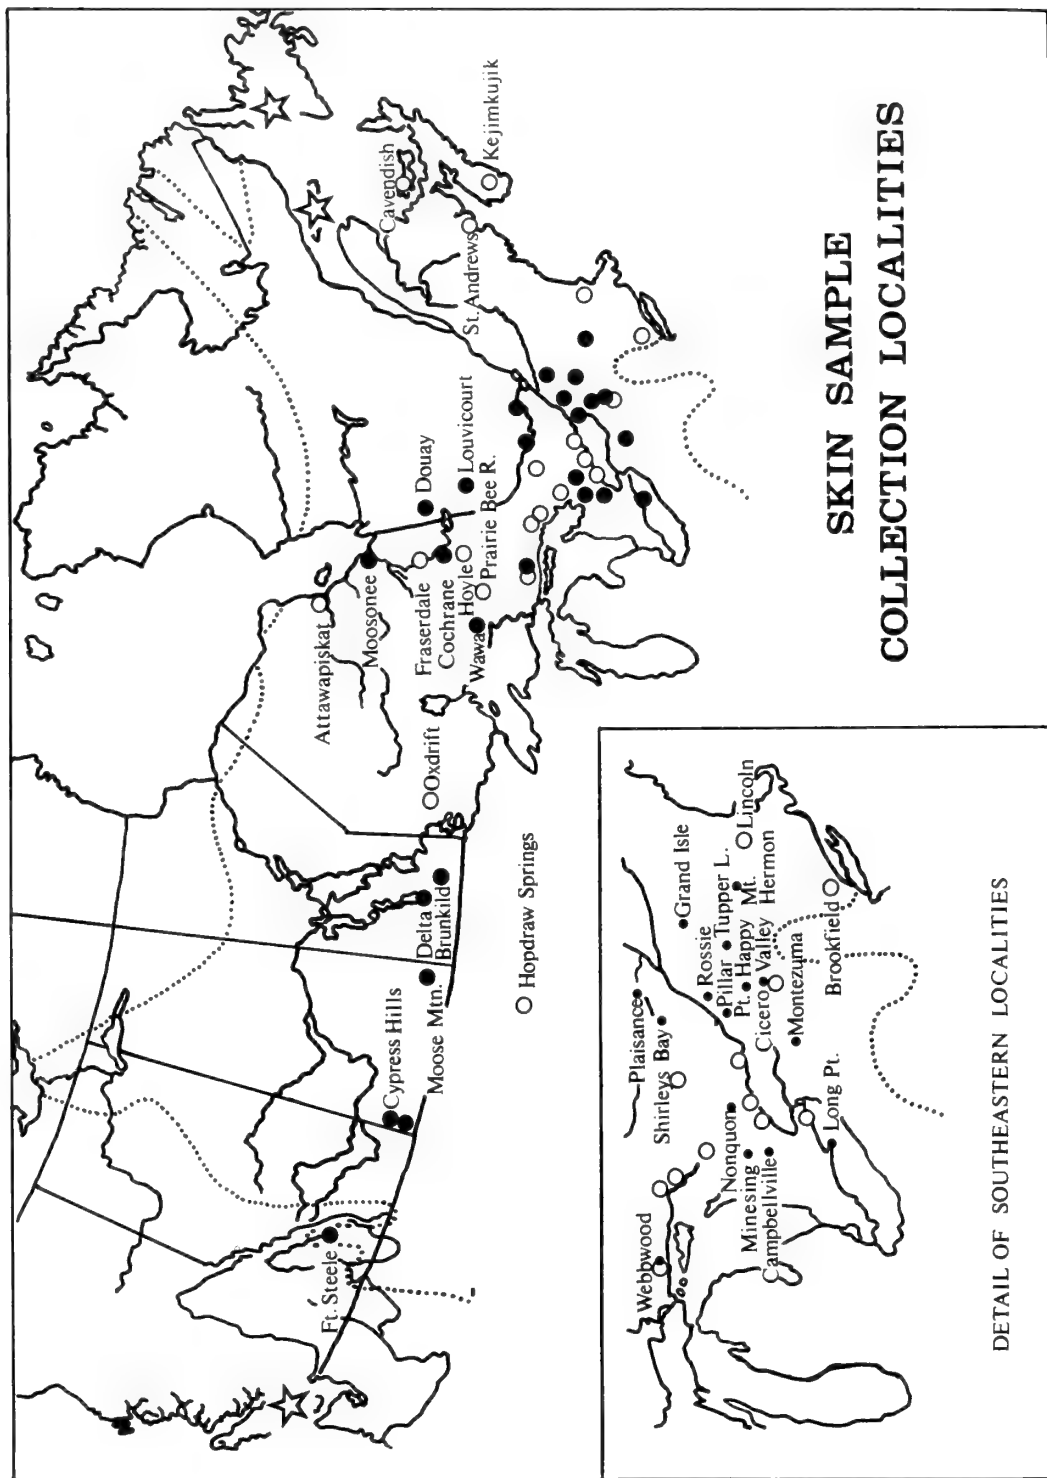 SKIN SAMPLE
COLLECTION LOCALITIES
Ft. Steele
Cypress Hills
Moose Mtn.
Delta
Brunkild
Hopdraw Springs
Oxdrift
Attawapiskat
Moosonee
Fraserdale
Cochrane
Hoyle
Wawa
Prairie Bee R.
Douay
Louvicourt
St. Andrews
Cavendish
Kejimkujik
Webbwood
Plaisance
Shirleys Bay
Nonquon
Minesing
Campbellville
Grand Isle
Rossie
Pillar
Pt.
Tupper L.
Happy
Valley
Mt.
Hermon
Cicero
Lincoln
Montezuma
Brookfield
Long Pt.
DETAIL OF SOUTHEASTERN LOCALITIES